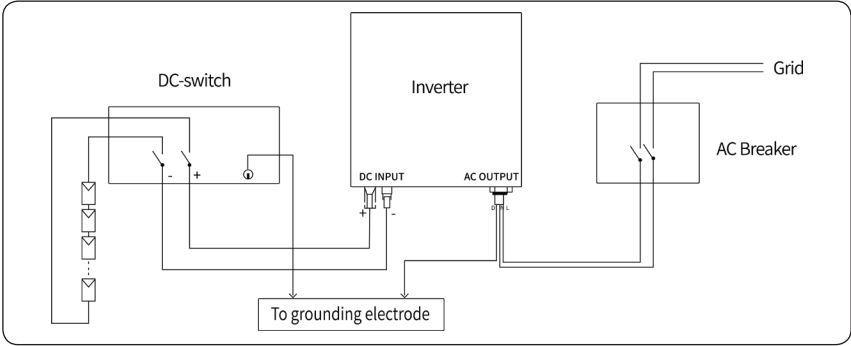 Grid
DC-switch
Inverter
AC Breaker
DC INPUT
AC OUTPUT
- +
+ -
L
To grounding electrode